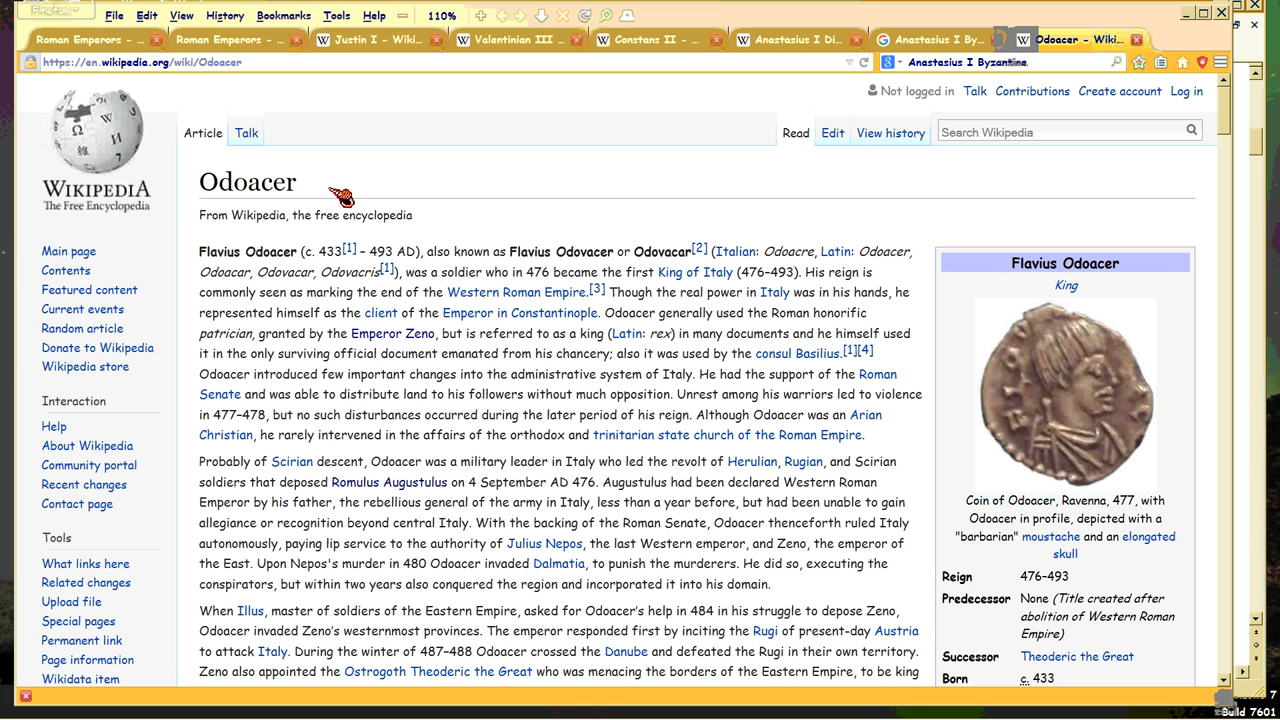 File Edit View History Bookmarks Tools Help 110%
Roman Emperors - ...
Roman Emperors - ...
Justin I - Wiki...
Valentinian III ...
Constans II - ...
Anastasius I Di...
Anastasius I By...
Odoacer - Wiki...
https://en.wikipedia.org/wiki/Odoacer
Anastasius I Byzantine
Not logged in Talk Contributions Create account Log in
Article Talk Read Edit View history Search Wikipedia
WIKIPEDIA
The Free Encyclopedia
Main page
Contents
Featured content
Current events
Random article
Donate to Wikipedia
Wikipedia store
Interaction
Help
About Wikipedia
Community portal
Recent changes
Contact page
Tools
What links here
Related changes
Upload file
Special pages
Permanent link
Page information
Wikidata item
Odoacer
From Wikipedia, the free encyclopedia
Flavius Odoacer (c. 433[1] – 493 AD), also known as Flavius Odovacer or Odovacar[2] (Italian: Odoacre, Latin: Odoacer,
Odoacar, Odovacar, Odovacris[1]), was a soldier who in 476 became the first King of Italy (476–493). His reign is
commonly seen as marking the end of the Western Roman Empire.[3] Though the real power in Italy was in his hands, he
represented himself as the client of the Emperor in Constantinople. Odoacer generally used the Roman honorific
patrician, granted by the Emperor Zeno, but is referred to as a king (Latin: rex) in many documents and he himself used
it in the only surviving official document emanated from his chancery; also it was used by the consul Basilius.[1][4]
Odoacer introduced few important changes into the administrative system of Italy. He had the support of the Roman
Senate and was able to distribute land to his followers without much opposition. Unrest among his warriors led to violence
in 477–478, but no such disturbances occurred during the later period of his reign. Although Odoacer was an Arian
Christian, he rarely intervened in the affairs of the orthodox and trinitarian state church of the Roman Empire.
Probably of Scirian descent, Odoacer was a military leader in Italy who led the revolt of Herulian, Rugian, and Scirian
soldiers that deposed Romulus Augustulus on 4 September AD 476. Augustulus had been declared Western Roman
Emperor by his father, the rebellious general of the army in Italy, less than a year before, but had been unable to gain
allegiance or recognition beyond central Italy. With the backing of the Roman Senate, Odoacer thenceforth ruled Italy
autonomously, paying lip service to the authority of Julius Nepos, the last Western emperor, and Zeno, the emperor of
the East. Upon Nepos's murder in 480 Odoacer invaded Dalmatia, to punish the murderers. He did so, executing the
conspirators, but within two years also conquered the region and incorporated it into his domain.
When Illus, master of soldiers of the Eastern Empire, asked for Odoacer's help in 484 in his struggle to depose Zeno,
Odoacer invaded Zeno's westernmost provinces. The emperor responded first by inciting the Rugi of present-day Austria
to attack Italy. During the winter of 487–488 Odoacer crossed the Danube and defeated the Rugi in their own territory.
Zeno also appointed the Ostrogoth Theoderic the Great who was menacing the borders of the Eastern Empire, to be king
Flavius Odoacer
King
Coin of Odoacer, Ravenna, 477, with
Odoacer in profile, depicted with a
"barbarian" moustache and an elongated
skull
Reign 476–493
Predecessor None (Title created after
abolition of Western Roman
Empire)
Successor Theoderic the Great
Born c. 433
7
Build 7601